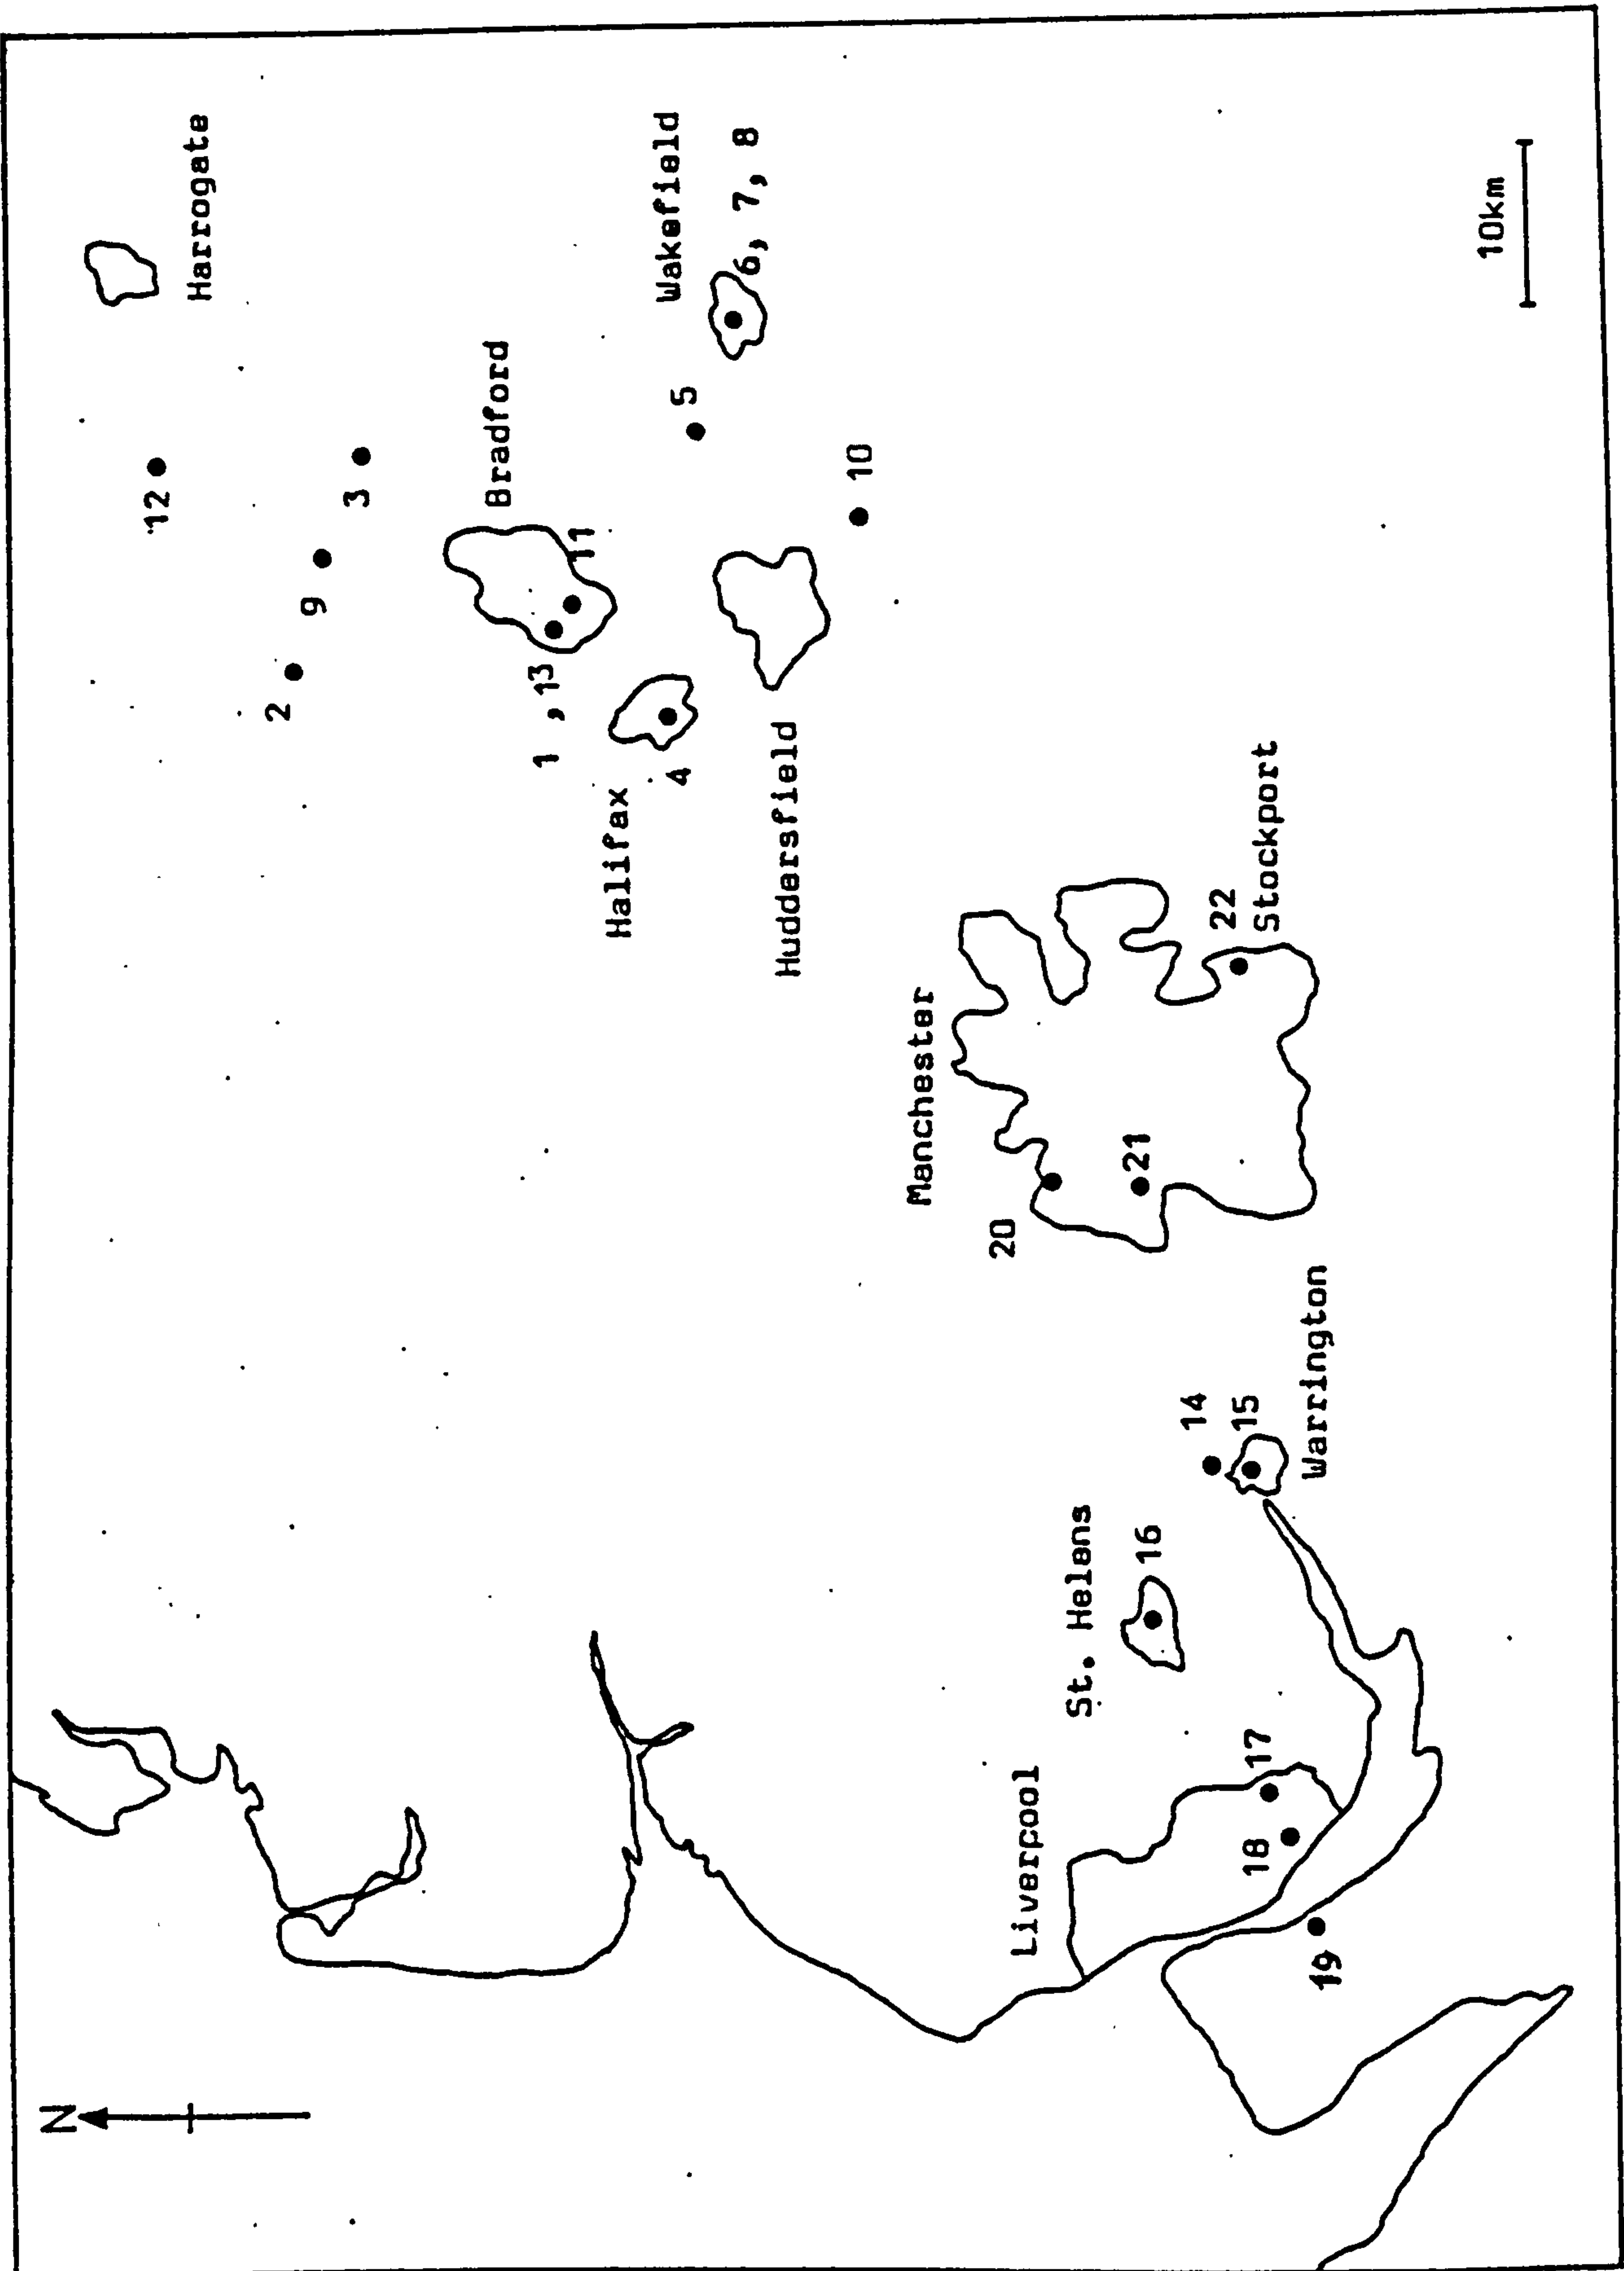 N
Harrogate
12
2
9
3
Bradford
1, 13
11
Halifax
4
Wakefield
5
6, 7, 8
Huddersfield
10
Manchester
20
21
22
Stockport
Liverpool
St. Helens
16
14
15
Warrington
17
18
19
10km